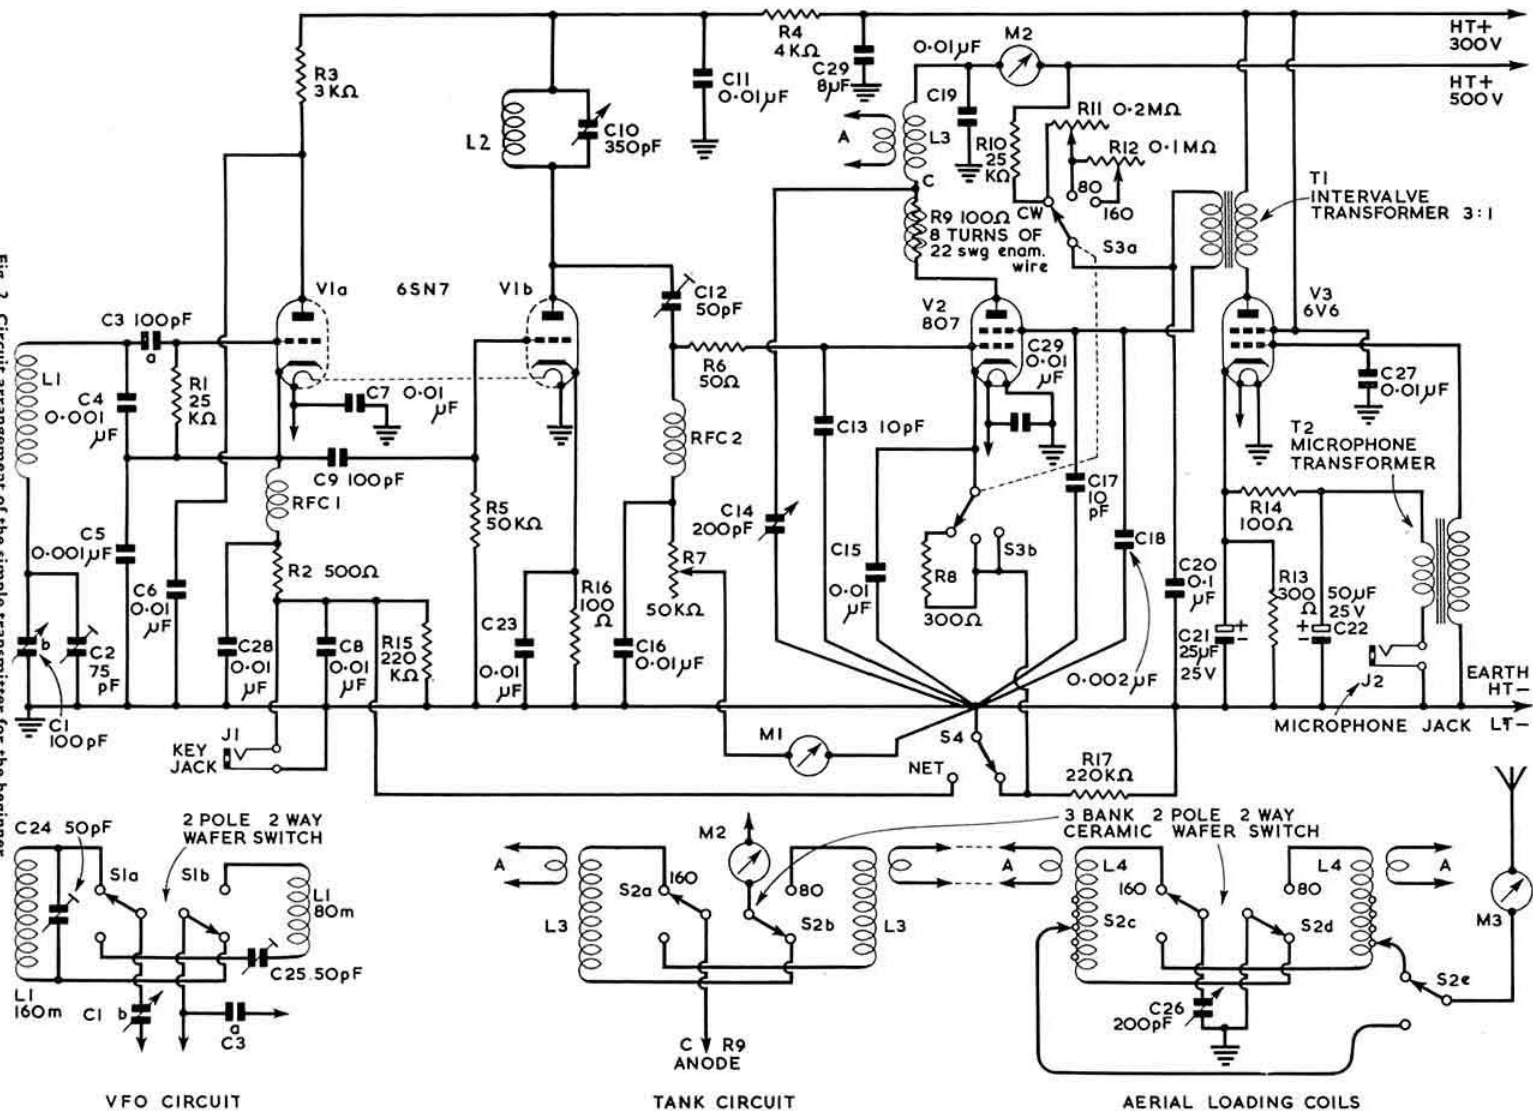 HT+
300V
HT+
500V
R4
4KΩ
C29
8µF
0·01µF
M2
R3
3KΩ
L2
C10
350pF
C11
0·01µF
A
L3
C19
R10
25
KΩ
R11 0·2MΩ
R12 0·1MΩ
80
160
CW
S3a
C
R9 100Ω
8 TURNS OF
22 swg enam.
wire
T1
INTERVALVE
TRANSFORMER 3:1
V1a
6SN7
V1b
C3 100pF
a
L1
C4
0·001
µF
R1
25
KΩ
C7
0·01
µF
C12
50pF
R6
50Ω
RFC2
V2
807
C29
0·01
µF
V3
6V6
C27
0·01µF
T2
MICROPHONE
TRANSFORMER
C9 100pF
RFC1
R5
50KΩ
C13 10pF
C14
200pF
C17
10
pF
C18
0·002µF
R14
100Ω
C5
0·001µF
C6
0·01
µF
R2 500Ω
R7
50KΩ
C15
0·01
µF
R8
300Ω
S3b
C20
0·1
µF
R13
300
Ω
50µF
25V
C22
C21
25µF
25V
+
−
+
−
b
C2
75
pF
C1
100pF
C28
0·01
µF
C8
0·01
µF
R15
220
KΩ
C23
0·01
µF
R16
100
Ω
C16
0·01µF
J2
MICROPHONE JACK
EARTH
HT−
LT−
J1
KEY
JACK
M1
S4
NET
R17
220KΩ
C24 50pF
2 POLE 2 WAY
WAFER SWITCH
S1a
S1b
L1
80m
C25.50pF
L1
160m
C1 b
a
C3
VFO CIRCUIT
A
L3
160
S2a
M2
80
S2b
L3
C R9
ANODE
TANK CIRCUIT
3 BANK 2 POLE 2 WAY
CERAMIC WAFER SWITCH
A
L4
160
S2c
80
S2d
L4
A
C26
200pF
S2e
M3
AERIAL LOADING COILS
Circuit arrangement of the simple transmitter for the beginner